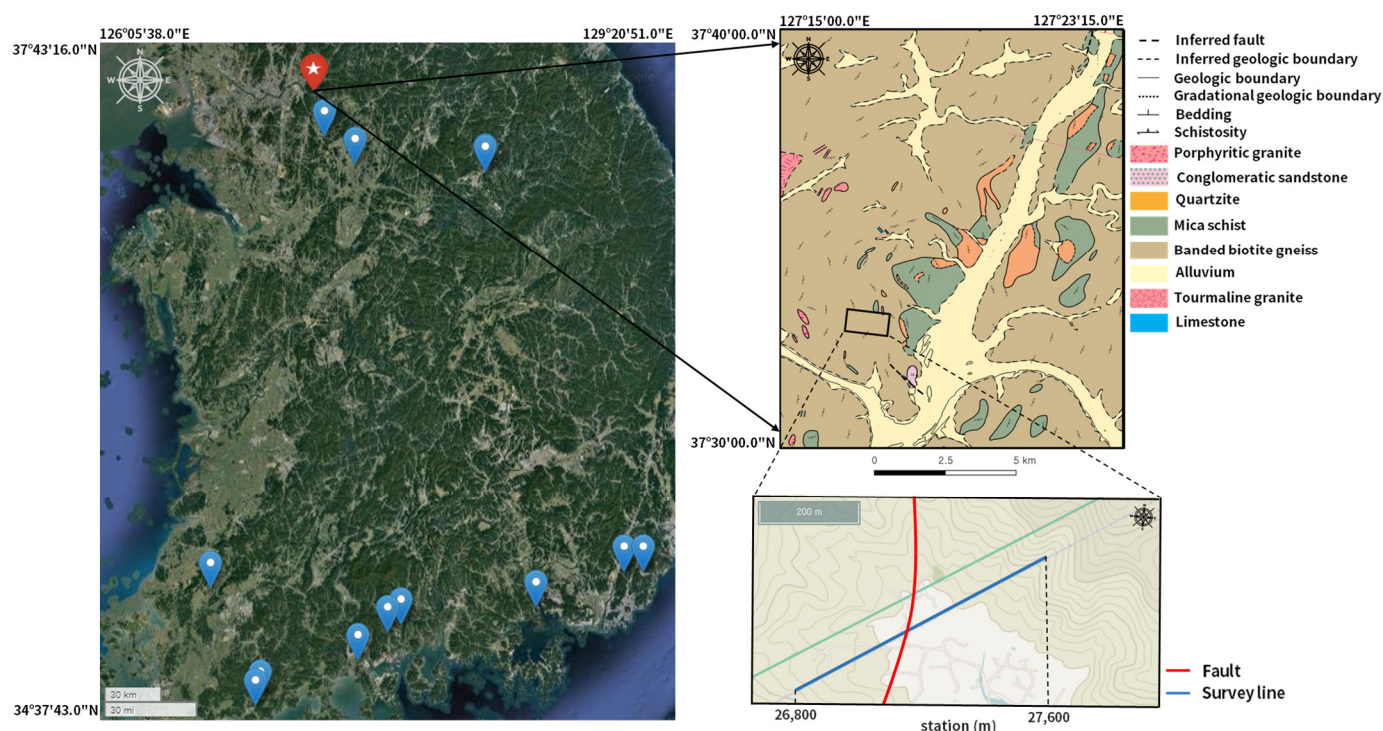 126°05'38.0"E
129°20'51.0"E
37°43'16.0"N
N
W
E
S
30 km
30 mi
34°37'43.0"N
127°15'00.0"E
127°23'15.0"E
37°40'00.0"N
N
W
E
S
37°30'00.0"N
0
2.5
5 km
Inferred fault
Inferred geologic boundary
Geologic boundary
Gradational geologic boundary
Bedding
Schistosity
Porphyritic granite
Conglomeratic sandstone
Quartzite
Mica schist
Banded biotite gneiss
Alluvium
Tourmaline granite
Limestone
200 m
Fault
Survey line
26,800
station (m)
27,600